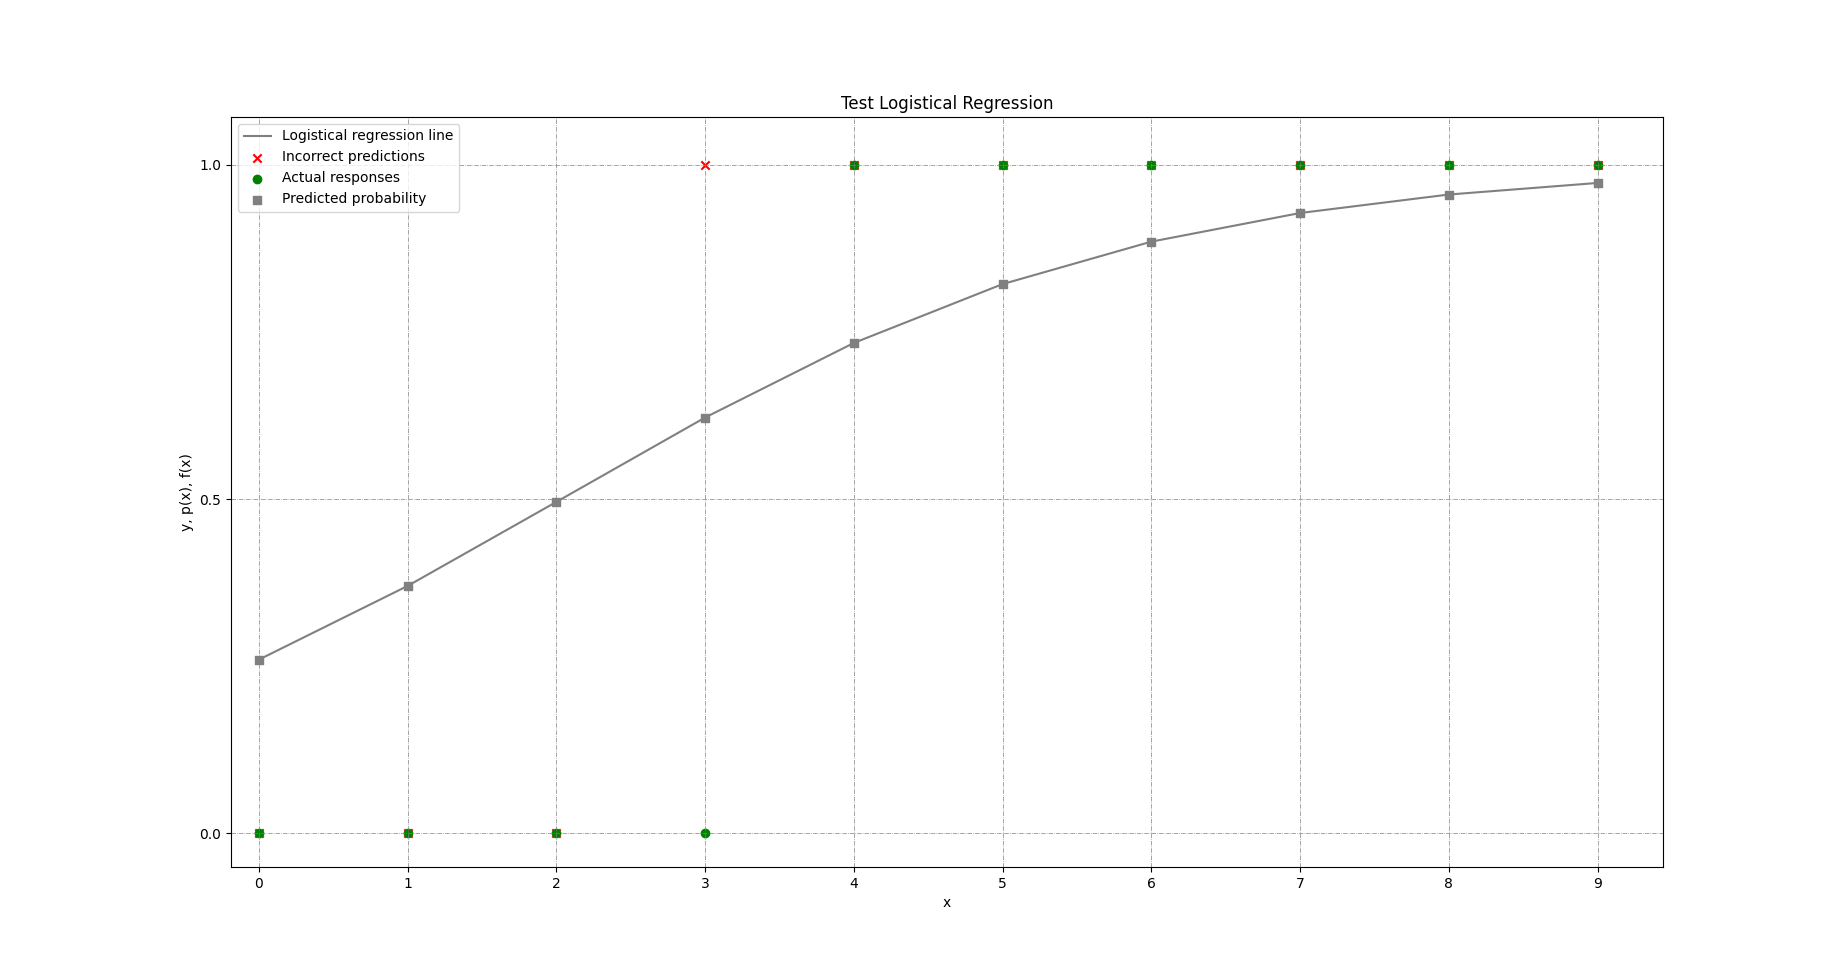 Test Logistical Regression
Logistical regression line
Incorrect predictions
Actual responses
Predicted probability
1.0
0.5
0.0
y, p(x), f(x)
0 1 2 3 4 5 6 7 8 9
x